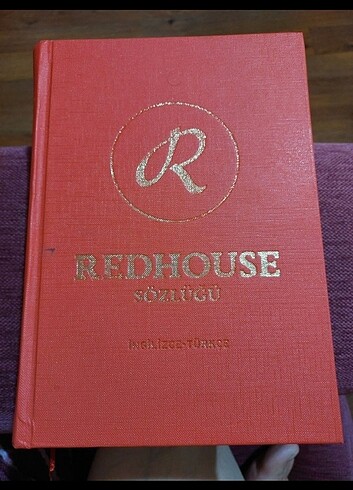 R
REDHOUSE
SÖZLÜĞÜ
İNGİLİZCE-TÜRKÇE